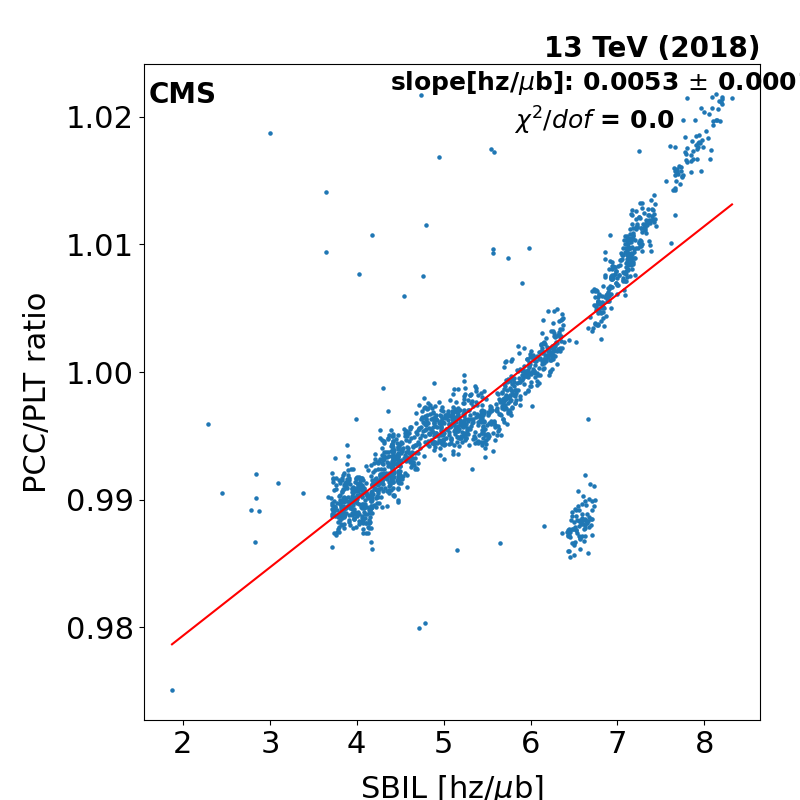 13 TeV (2018)
CMS
slope[hz/μb]: 0.0053 ± 0.000
χ²/dof = 0.0
1.02
1.01
1.00
0.99
0.98
PCC/PLT ratio
2 3 4 5 6 7 8
SBIL [hz/μb]